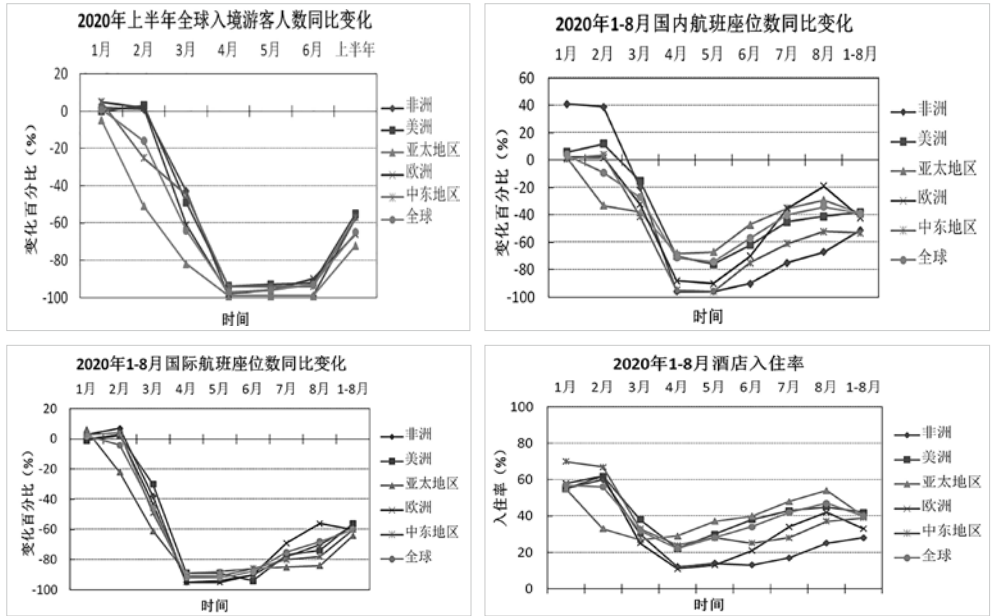 2020年上半年全球入境游客人数同比变化
1月 2月 3月 4月 5月 6月 上半年
20
0
-20
-40
-60
-80
-100
变化百分比（%）
时间
非洲
美洲
亚太地区
欧洲
中东地区
全球
2020年1-8月国内航班座位数同比变化
1月 2月 3月 4月 5月 6月 7月 8月 1-8月
60
40
20
0
-20
-40
-60
-80
-100
变化百分比（%）
时间
非洲
美洲
亚太地区
欧洲
中东地区
全球
2020年1-8月国际航班座位数同比变化
1月 2月 3月 4月 5月 6月 7月 8月 1-8月
20
0
-20
-40
-60
-80
-100
变化百分比（%）
时间
非洲
美洲
亚太地区
欧洲
中东地区
全球
2020年1-8月酒店入住率
1月 2月 3月 4月 5月 6月 7月 8月 1-8月
100
80
60
40
20
0
入住率（%）
时间
非洲
美洲
亚太地区
欧洲
中东地区
全球